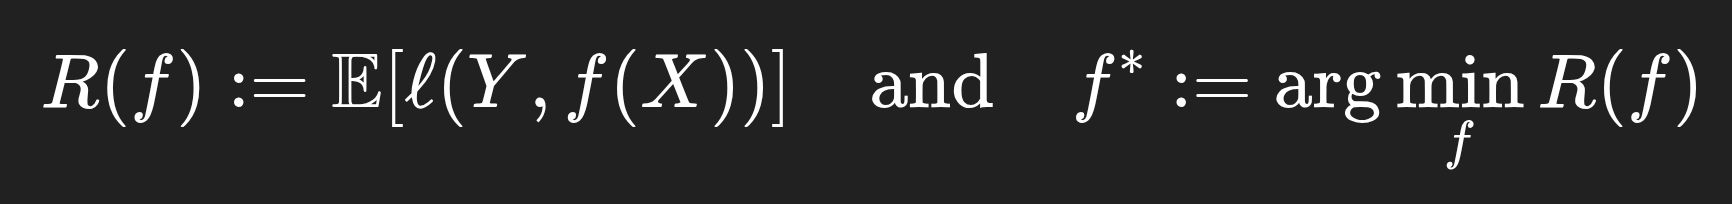 R(f) := 𝔼[ℓ(Y, f(X))] and f* := arg min_f R(f)